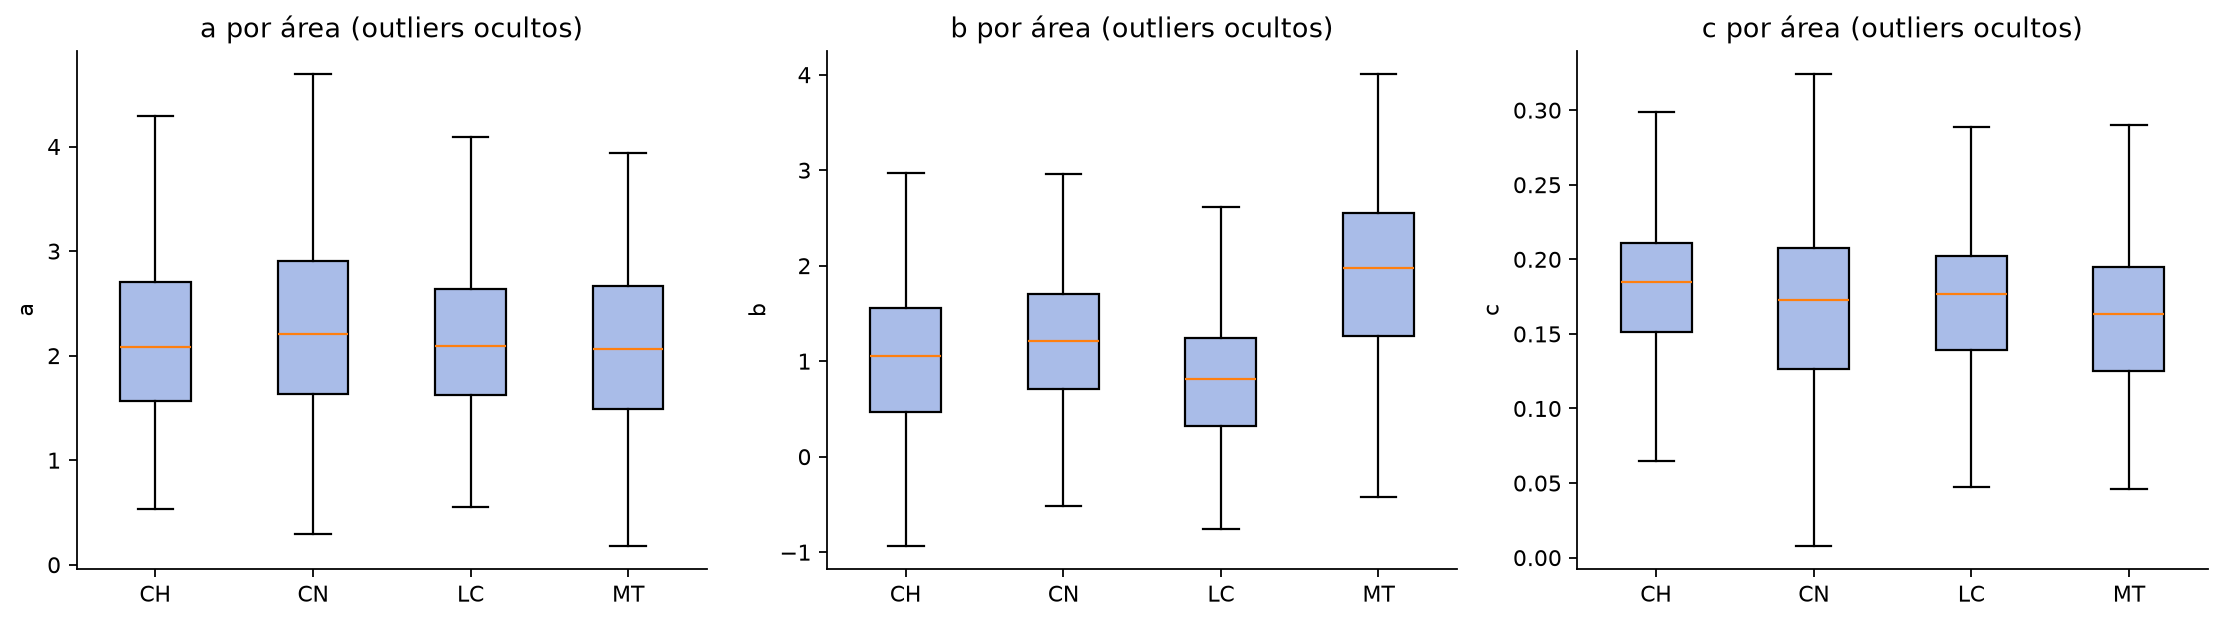 a por área (outliers ocultos)
a
4
3
2
1
0
CH CN LC MT
b por área (outliers ocultos)
b
4
3
2
1
0
−1
CH CN LC MT
c por área (outliers ocultos)
c
0.30
0.25
0.20
0.15
0.10
0.05
0.00
CH CN LC MT